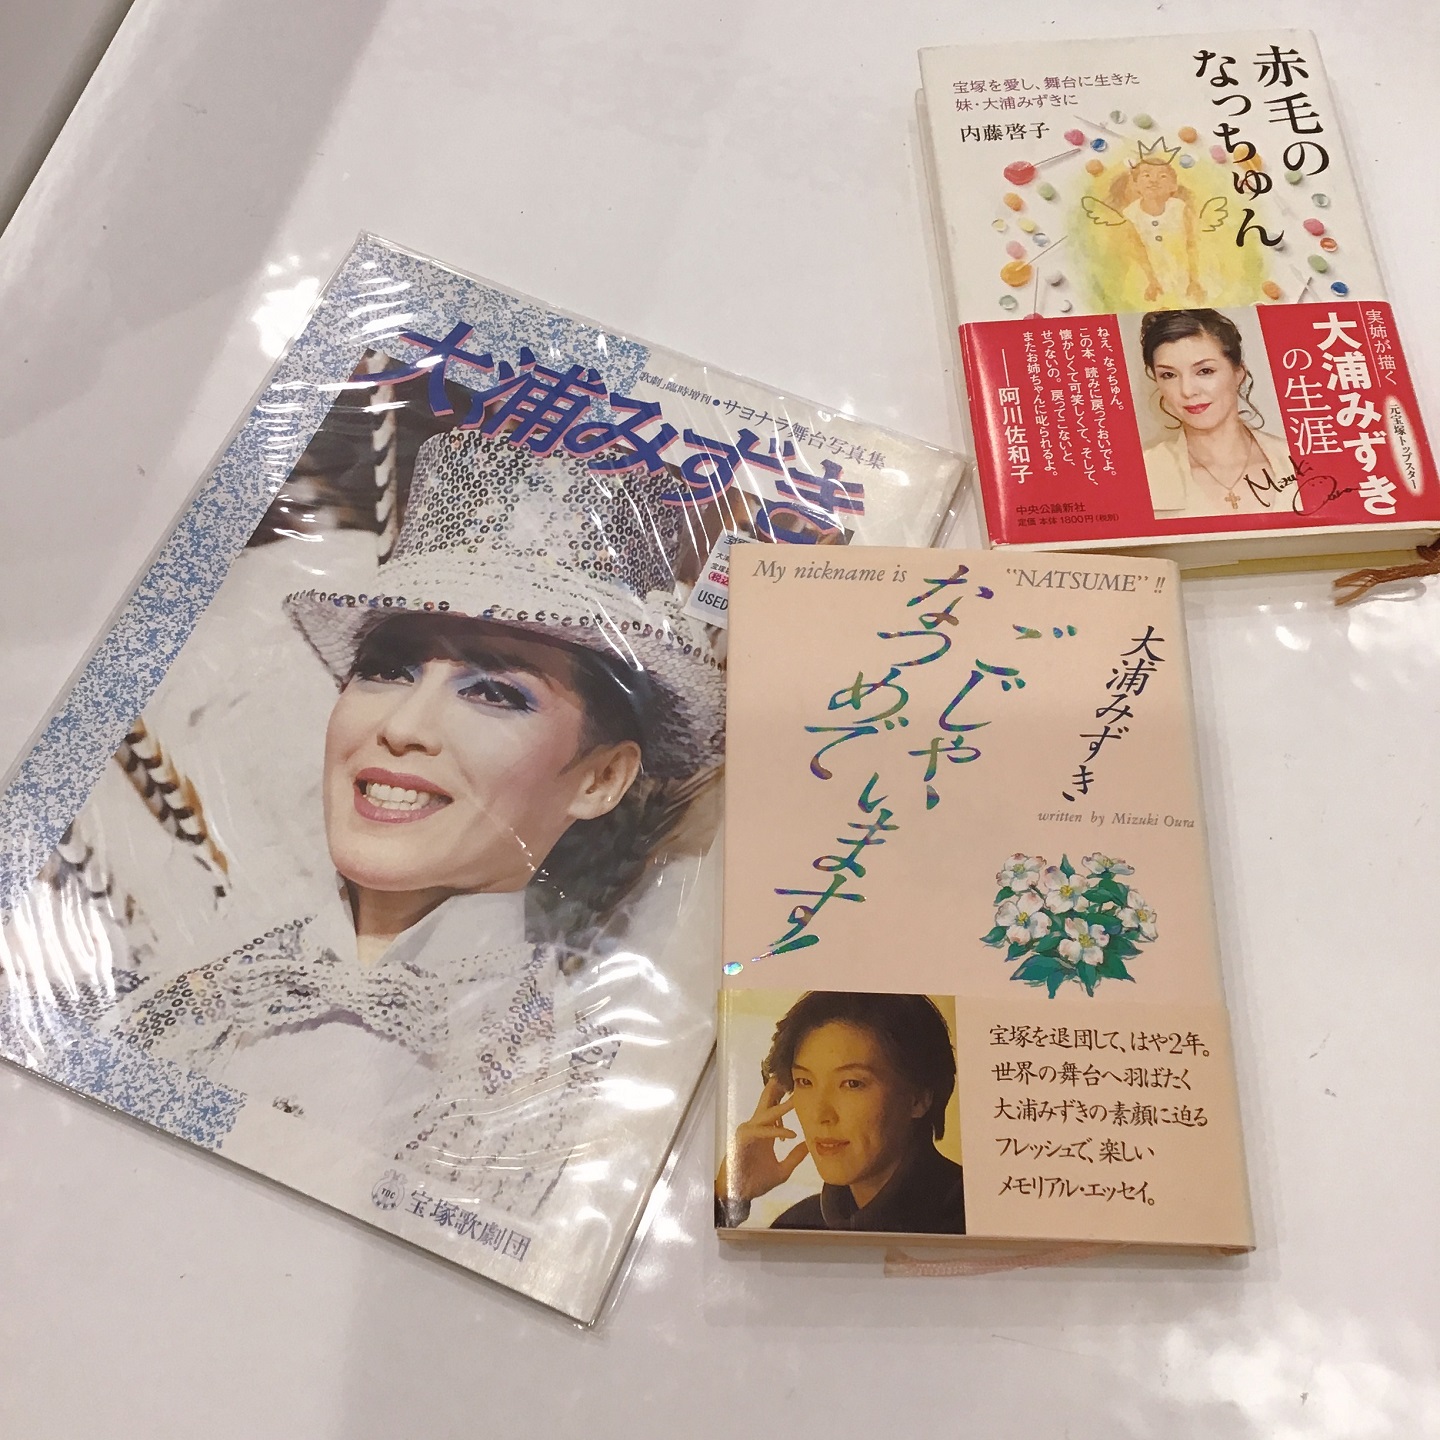 歌劇」臨時増刊●サヨナラ舞台写真集
大浦みずき
宝塚歌劇団
USED
赤毛の
なっちゅん
宝塚を愛し、舞台に生きた
妹・大浦みずきに
内藤啓子
実姉が描く
元宝塚トップスター
大浦みずき
の生涯
ねえ、なっちゅん。
この本、読みに戻っておいでよ。
懐かしくて可笑しくて、そして、
せつないの。戻ってこないと、
またお姉ちゃんに叱られるよ。
——阿川佐和子
中央公論新社
定価 本体1800円(税別)
My nickname is "NATSUME"!!
大浦みずき
written by Mizuki Oura
なつめで
ございます!
宝塚を退団して、はや2年。
世界の舞台へ羽ばたく
大浦みずきの素顔に迫る
フレッシュで、楽しい
メモリアル・エッセイ。